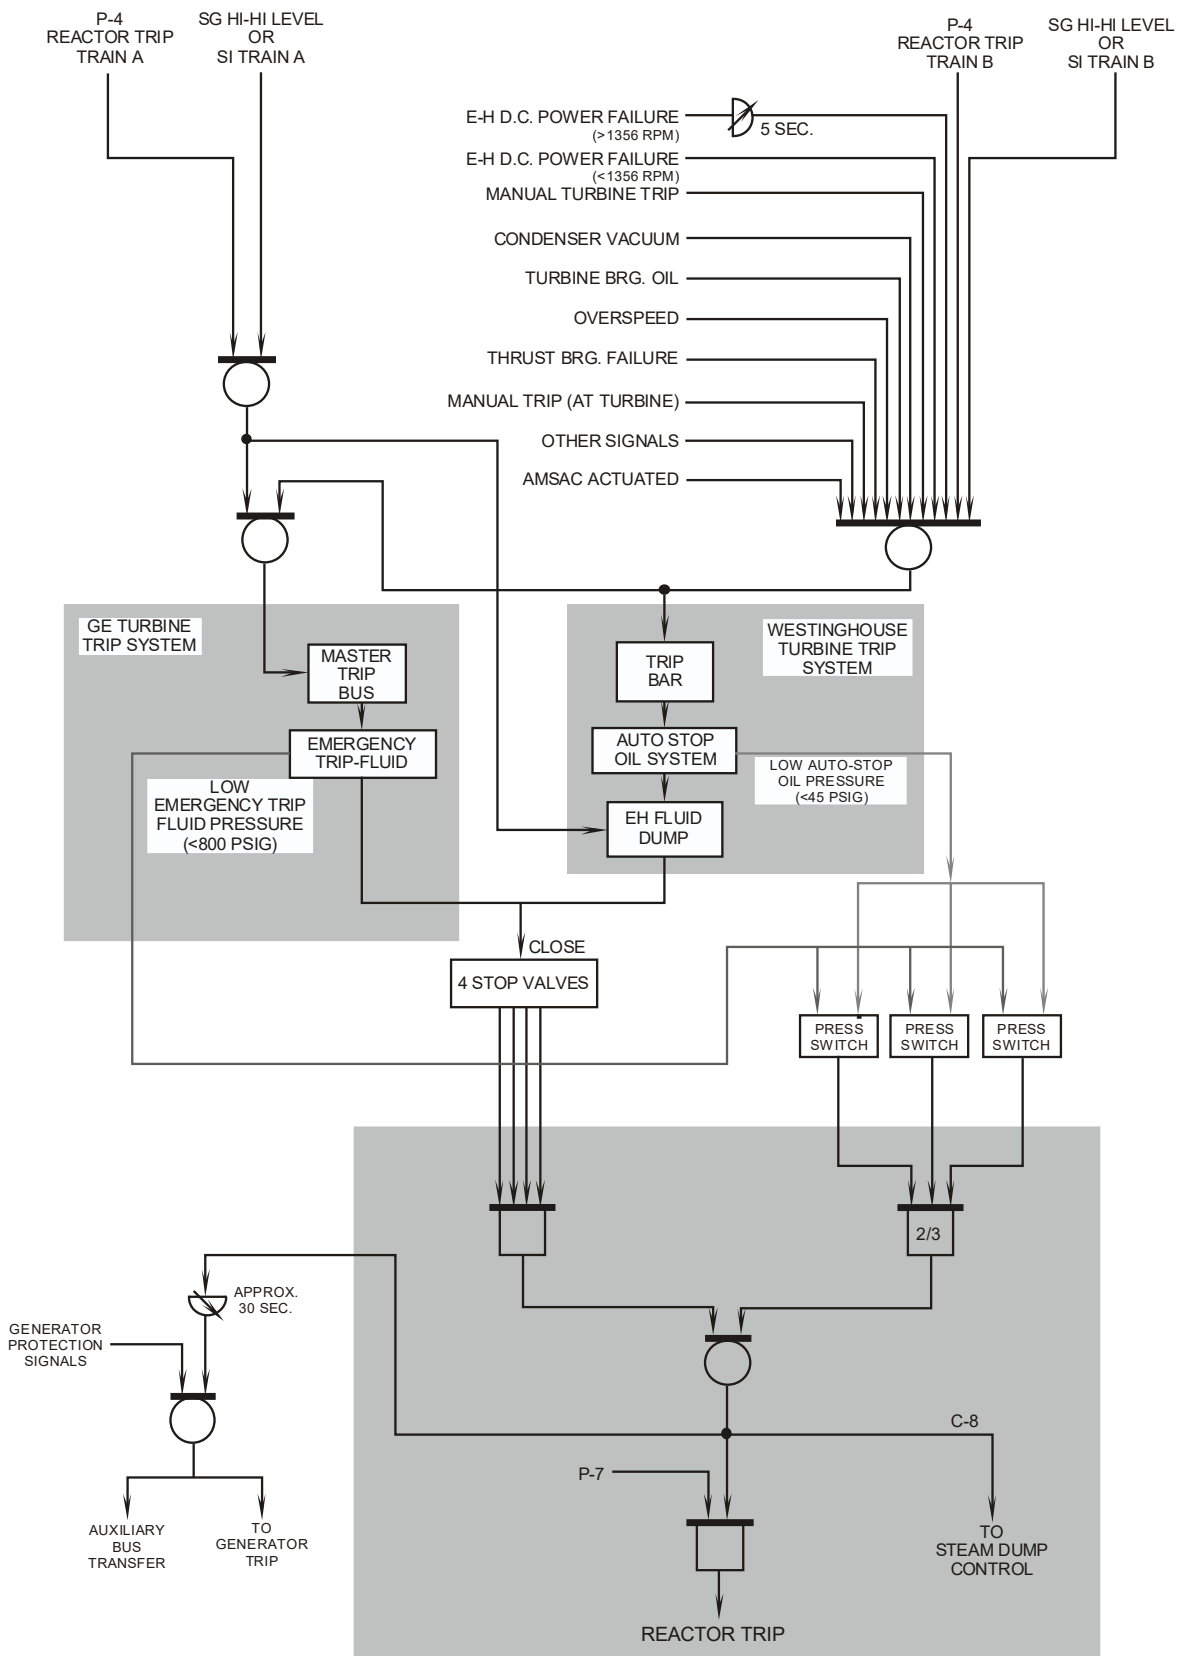 P-4
REACTOR TRIP
TRAIN A
SG HI-HI LEVEL
OR
SI TRAIN A
P-4
REACTOR TRIP
TRAIN B
SG HI-HI LEVEL
OR
SI TRAIN B
E-H D.C. POWER FAILURE
(>1356 RPM)
5 SEC.
E-H D.C. POWER FAILURE
(<1356 RPM)
MANUAL TURBINE TRIP
CONDENSER VACUUM
TURBINE BRG. OIL
OVERSPEED
THRUST BRG. FAILURE
MANUAL TRIP (AT TURBINE)
OTHER SIGNALS
AMSAC ACTUATED
GE TURBINE
TRIP SYSTEM
MASTER
TRIP
BUS
EMERGENCY
TRIP-FLUID
LOW
EMERGENCY TRIP
FLUID PRESSURE
(<800 PSIG)
WESTINGHOUSE
TURBINE TRIP
SYSTEM
TRIP
BAR
AUTO STOP
OIL SYSTEM
LOW AUTO-STOP
OIL PRESSURE
(<45 PSIG)
EH FLUID
DUMP
CLOSE
4 STOP VALVES
PRESS
SWITCH
PRESS
SWITCH
PRESS
SWITCH
2/3
APPROX.
30 SEC.
GENERATOR
PROTECTION
SIGNALS
C-8
P-7
AUXILIARY
BUS
TRANSFER
TO
GENERATOR
TRIP
TO
STEAM DUMP
CONTROL
REACTOR TRIP